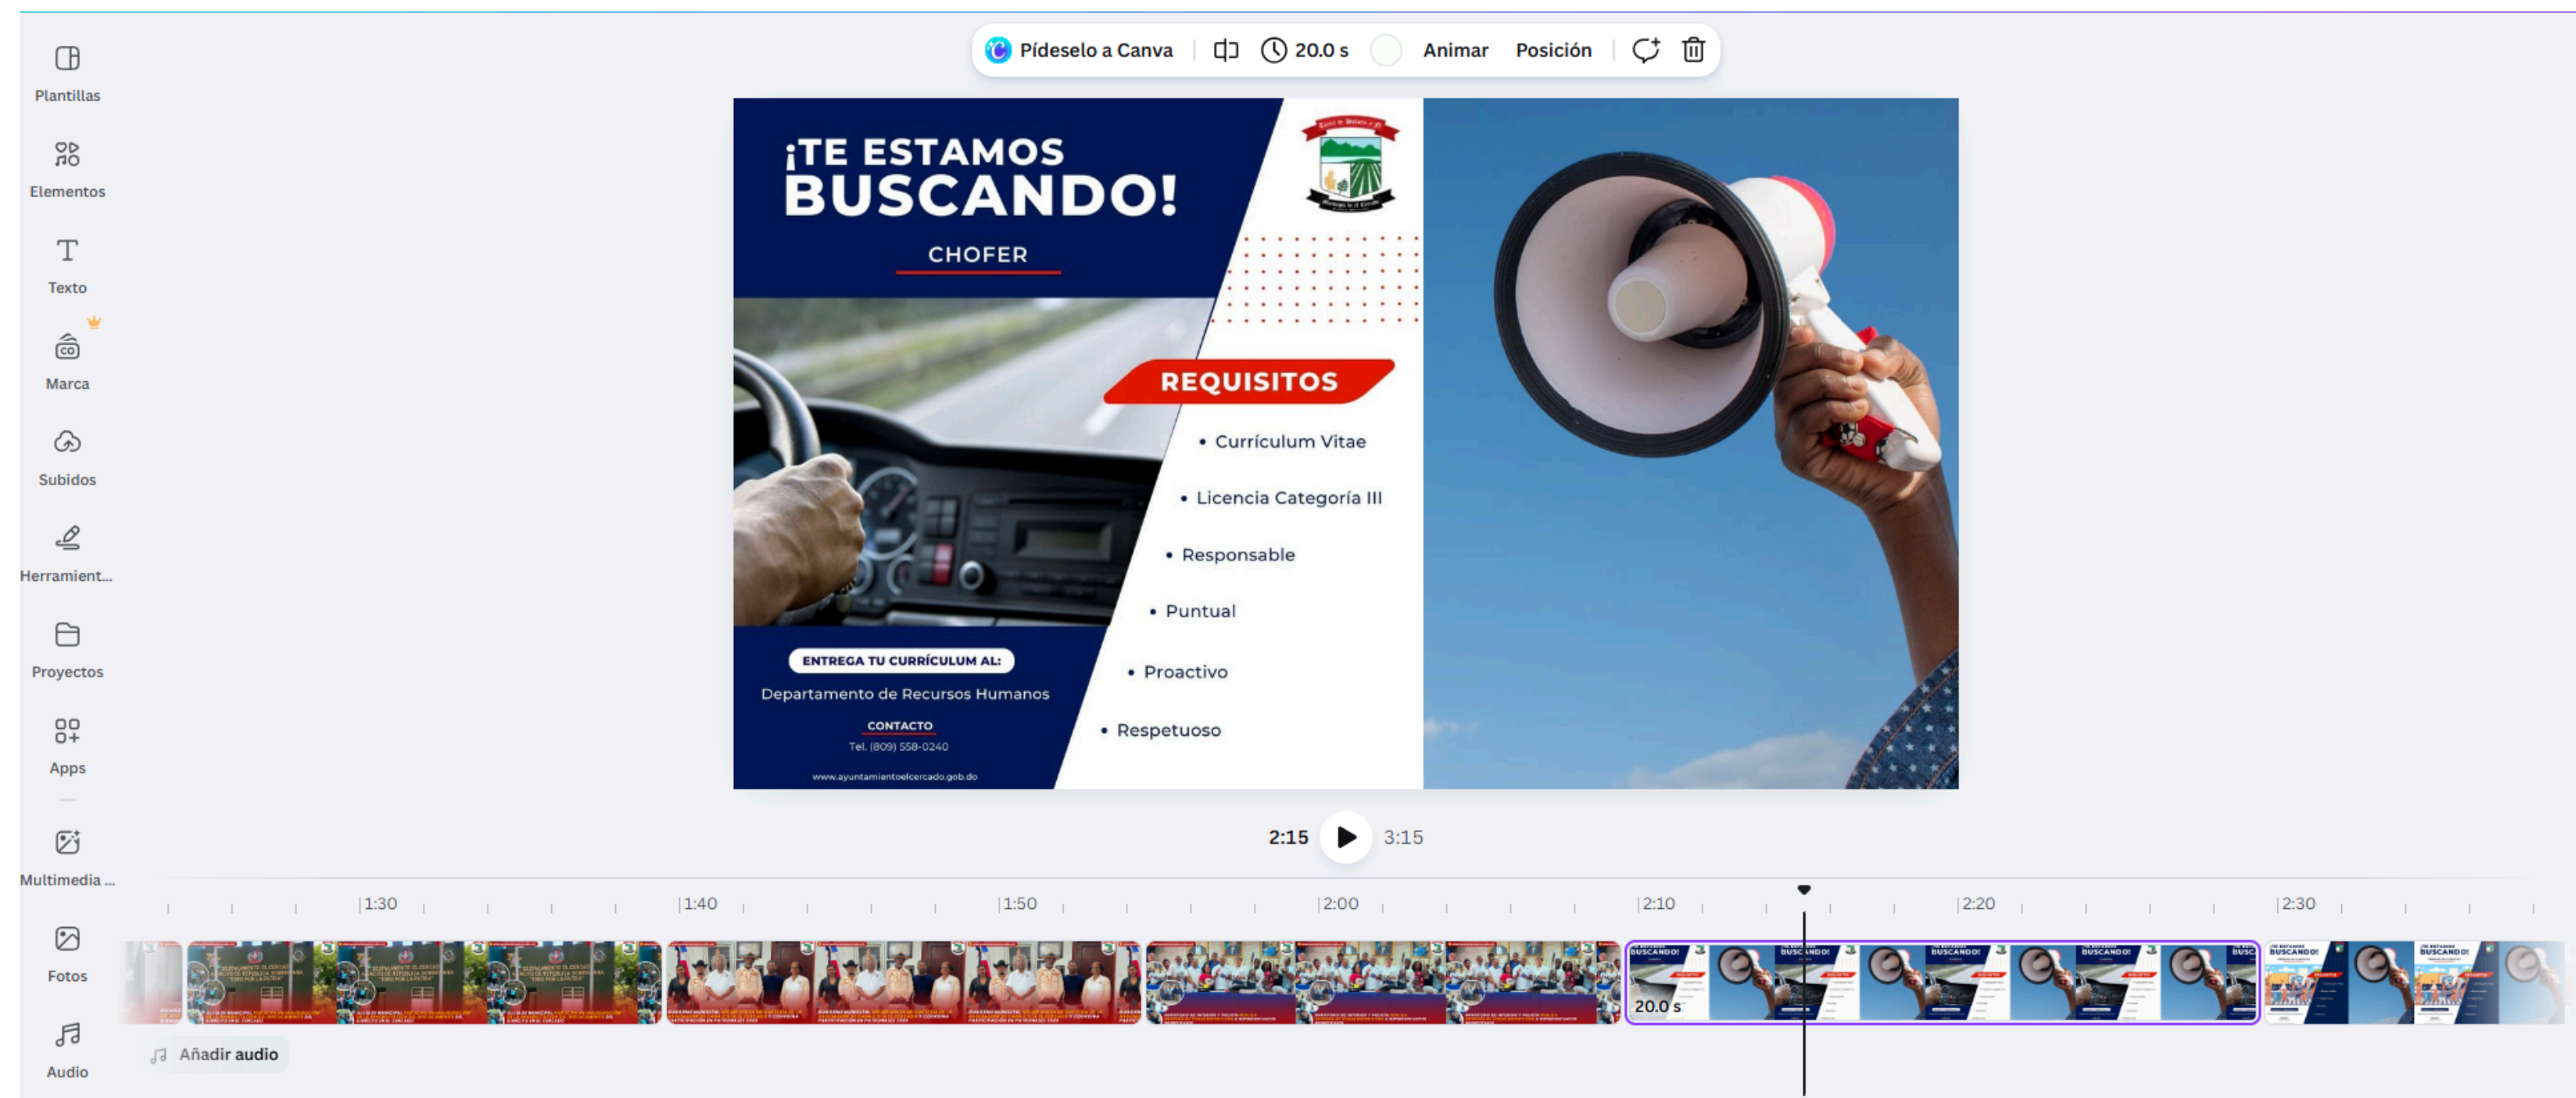 Pídeselo a Canva
20.0 s
Animar
Posición
Plantillas
Elementos
Texto
Marca
Subidos
Herramient...
Proyectos
Apps
Multimedia ...
Fotos
Audio
¡TE ESTAMOS
BUSCANDO!
CHOFER
REQUISITOS
• Currículum Vitae
• Licencia Categoría III
• Responsable
• Puntual
• Proactivo
• Respetuoso
ENTREGA TU CURRÍCULUM AL:
Departamento de Recursos Humanos
CONTACTO
Tel. (809) 558-0240
www.ayuntamientoelcercado.gob.do
2:15
3:15
1:30
1:40
1:50
2:00
2:10
2:20
2:30
20.0 s
Añadir audio